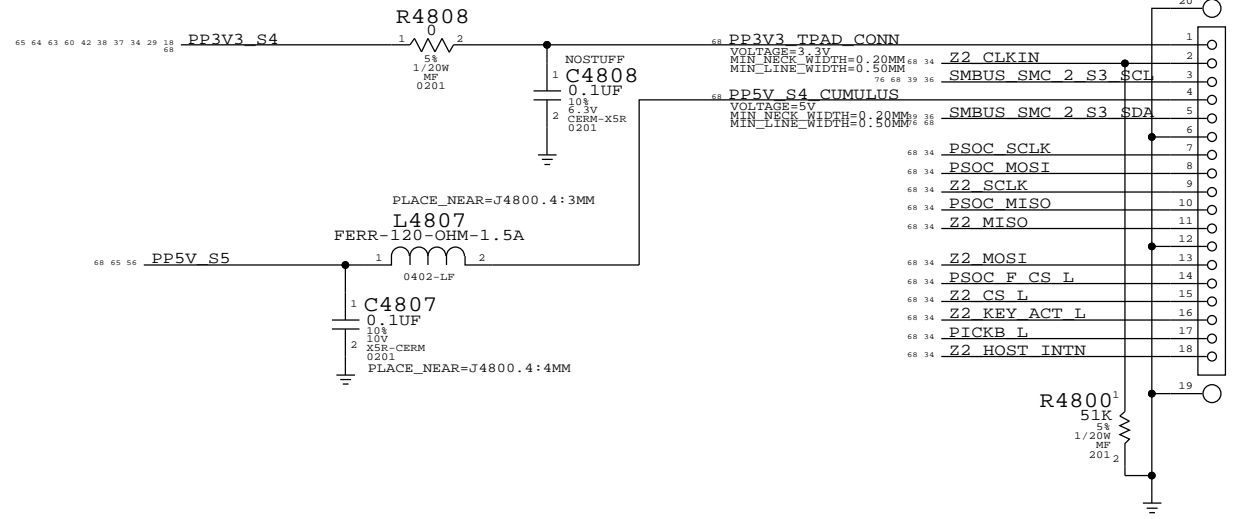 20
R4808
0
65 64 63 60 42 38 37 34 29 18
68
PP3V3_S4
1
2
5%
1/20W
MF
0201
NOSTUFF
1
C4808
0.1UF
10%
6.3V
CERM-X5R
0201
2
68
PP3V3_TPAD_CONN
VOLTAGE=3.3V
MIN_NECK_WIDTH=0.20MM
MIN_LINE_WIDTH=0.50MM
68
PP5V_S4_CUMULUS
VOLTAGE=5V
MIN_NECK_WIDTH=0.20MM
MIN_LINE_WIDTH=0.50MM
1
68 34
Z2_CLKIN
2
76 68 39 36
SMBUS_SMC_2_S3_SCL
3
4
39 36
76 68
SMBUS_SMC_2_S3_SDA
5
6
68 34
PSOC_SCLK
7
68 34
PSOC_MOSI
8
68 34
Z2_SCLK
9
68 34
PSOC_MISO
10
68 34
Z2_MISO
11
12
68 34
Z2_MOSI
13
68 34
PSOC_F_CS_L
14
68 34
Z2_CS_L
15
68 34
Z2_KEY_ACT_L
16
68 34
PICKB_L
17
68 34
Z2_HOST_INTN
18
PLACE_NEAR=J4800.4:3MM
L4807
FERR-120-OHM-1.5A
68 65 56
PP5V_S5
1
2
0402-LF
1
C4807
0.1UF
10%
10V
2
X5R-CERM
0201
PLACE_NEAR=J4800.4:4MM
19
R4800
1
51K
5%
1/20W
MF
201
2